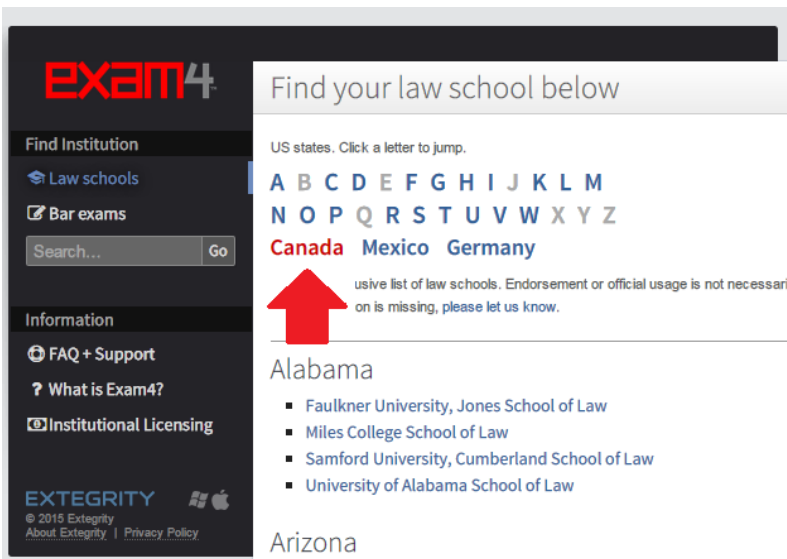 exam4
Find Institution
Law schools
Bar exams
Search... Go
Information
FAQ + Support
? What is Exam4?
Institutional Licensing
EXTEGRITY
© 2015 Extegrity
About Extegrity | Privacy Policy
Find your law school below
US states. Click a letter to jump.
A B C D E F G H I J K L M
N O P Q R S T U V W X Y Z
Canada Mexico Germany
list of law schools. Endorsement or official usage is not
on is missing, please let us know.
Alabama
Faulkner University, Jones School of Law
Miles College School of Law
Samford University, Cumberland School of Law
University of Alabama School of Law
Arizona